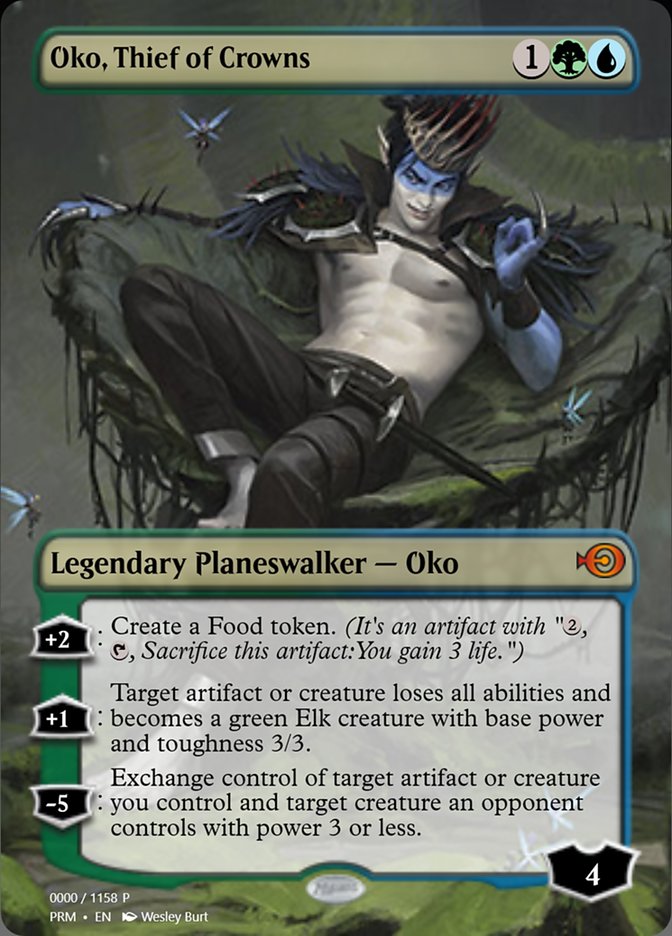 Oko, Thief of Crowns 1
Legendary Planeswalker — Oko
+2 : Create a Food token. (It's an artifact with "2,
, Sacrifice this artifact:You gain 3 life.")
Target artifact or creature loses all abilities and
+1 : becomes a green Elk creature with base power
and toughness 3/3.
Exchange control of target artifact or creature
−5 : you control and target creature an opponent
controls with power 3 or less.
4
0000 / 1158 P
PRM • EN Wesley Burt